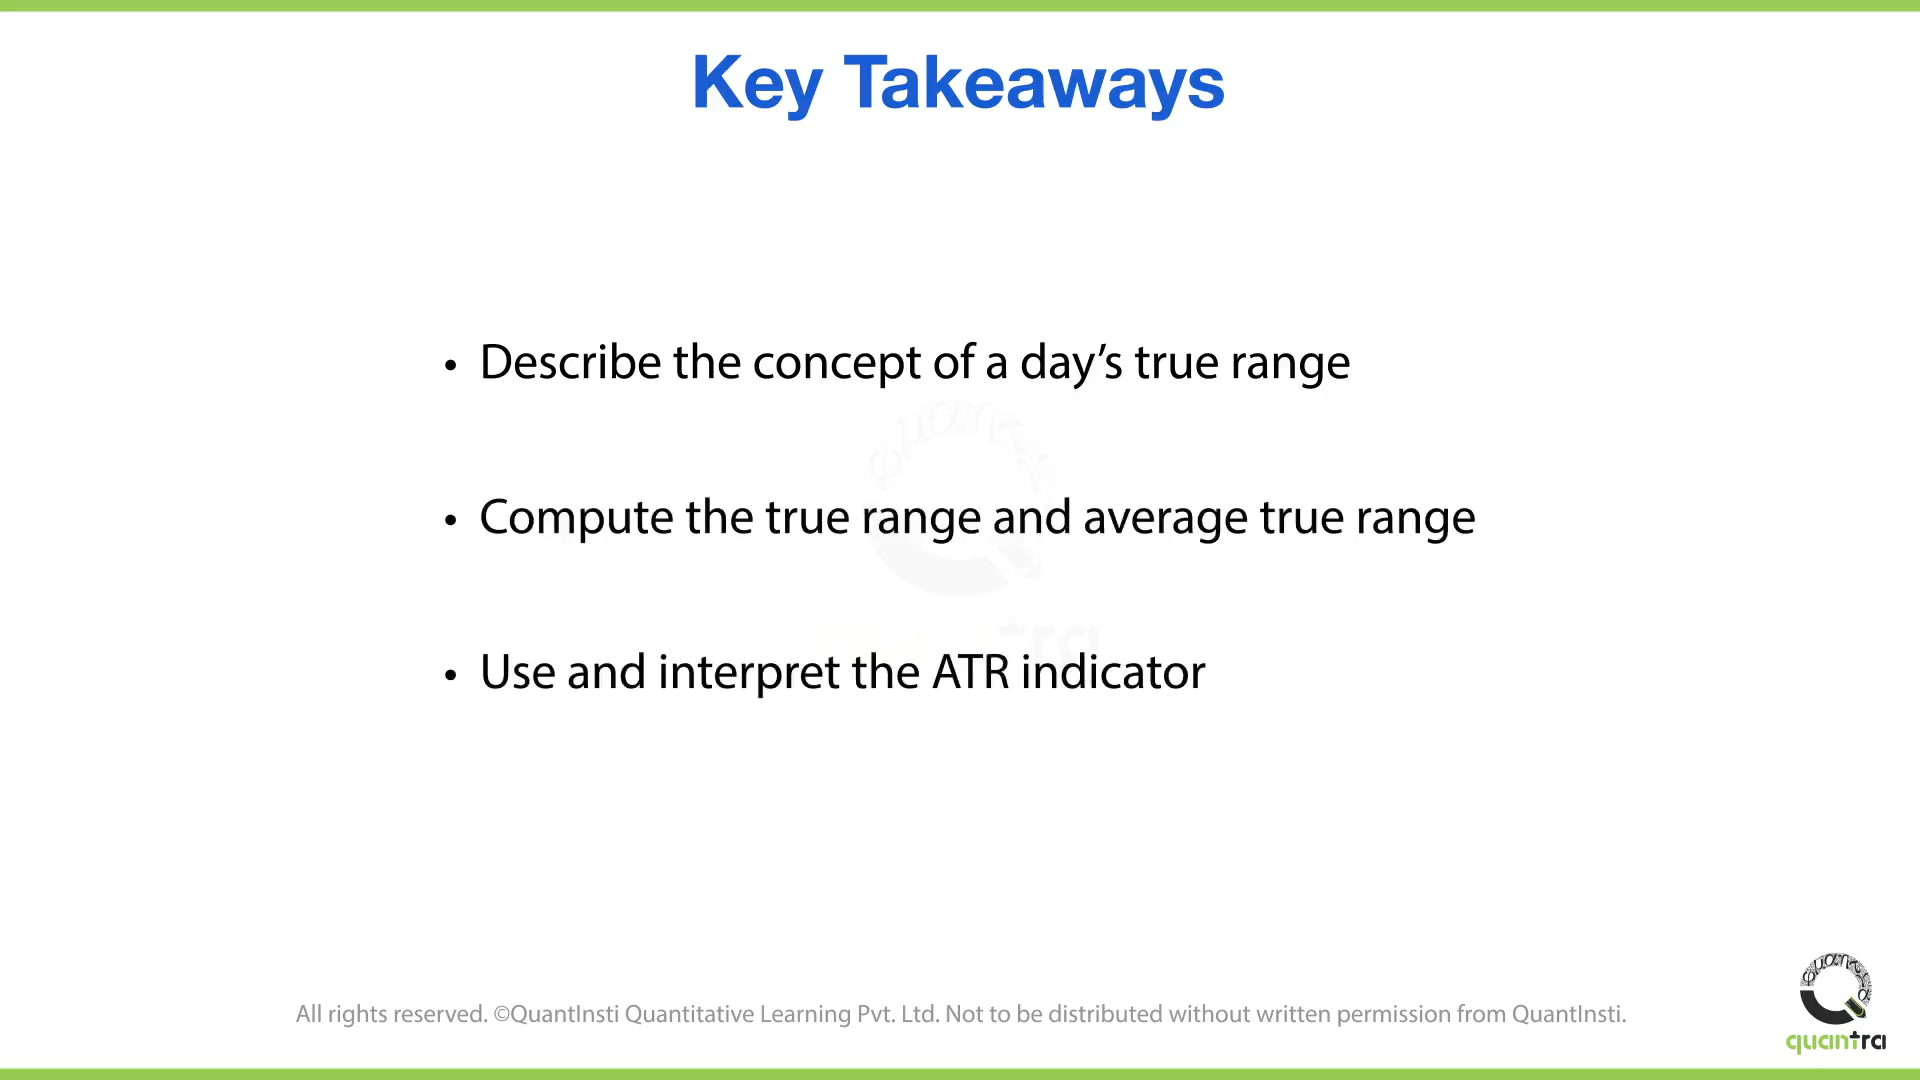 Key Takeaways
• Describe the concept of a day’s true range
• Compute the true range and average true range
• Use and interpret the ATR indicator
All rights reserved. ©QuantInsti Quantitative Learning Pvt. Ltd. Not to be distributed without written permission from QuantInsti.
quantra